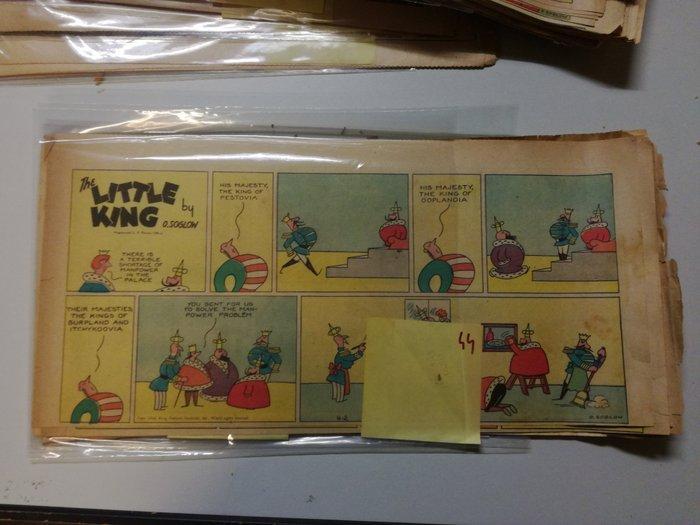 The
LITTLE
KING
by
O. SOGLOW
THERE IS
A TERRIBLE
SHORTAGE OF
MANPOWER
IN THE
PALACE
HIS MAJESTY,
THE KING OF
PESTOVIA
HIS MAJESTY,
THE KING OF
OOPLANDIA
THEIR MAJESTIES
THE KINGS OF
BURPLAND AND
ITCHYKOOVIA
YOU SENT FOR US
TO SOLVE THE MAN-
POWER PROBLEM
44
O. SOGLOW